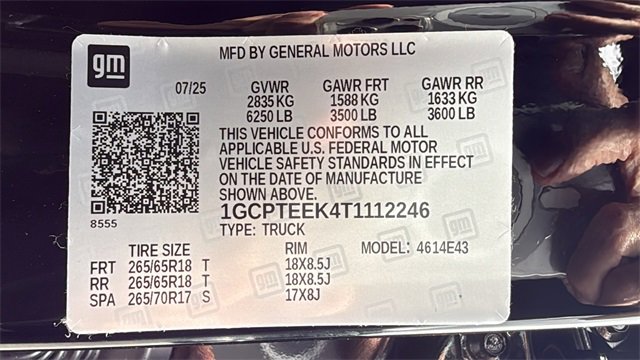 gm
MFD BY GENERAL MOTORS LLC
07/25 GVWR GAWR FRT GAWR RR
2835 KG 1588 KG 1633 KG
6250 LB 3500 LB 3600 LB
THIS VEHICLE CONFORMS TO ALL
APPLICABLE U.S. FEDERAL MOTOR
VEHICLE SAFETY STANDARDS IN EFFECT
ON THE DATE OF MANUFACTURE
SHOWN ABOVE.
1GCPTEEK4T1112246
8555
TYPE: TRUCK
TIRE SIZE RIM MODEL: 4614E43
FRT 265/65R18 T 18X8.5J
RR 265/65R18 T 18X8.5J
SPA 265/70R17 S 17X8J